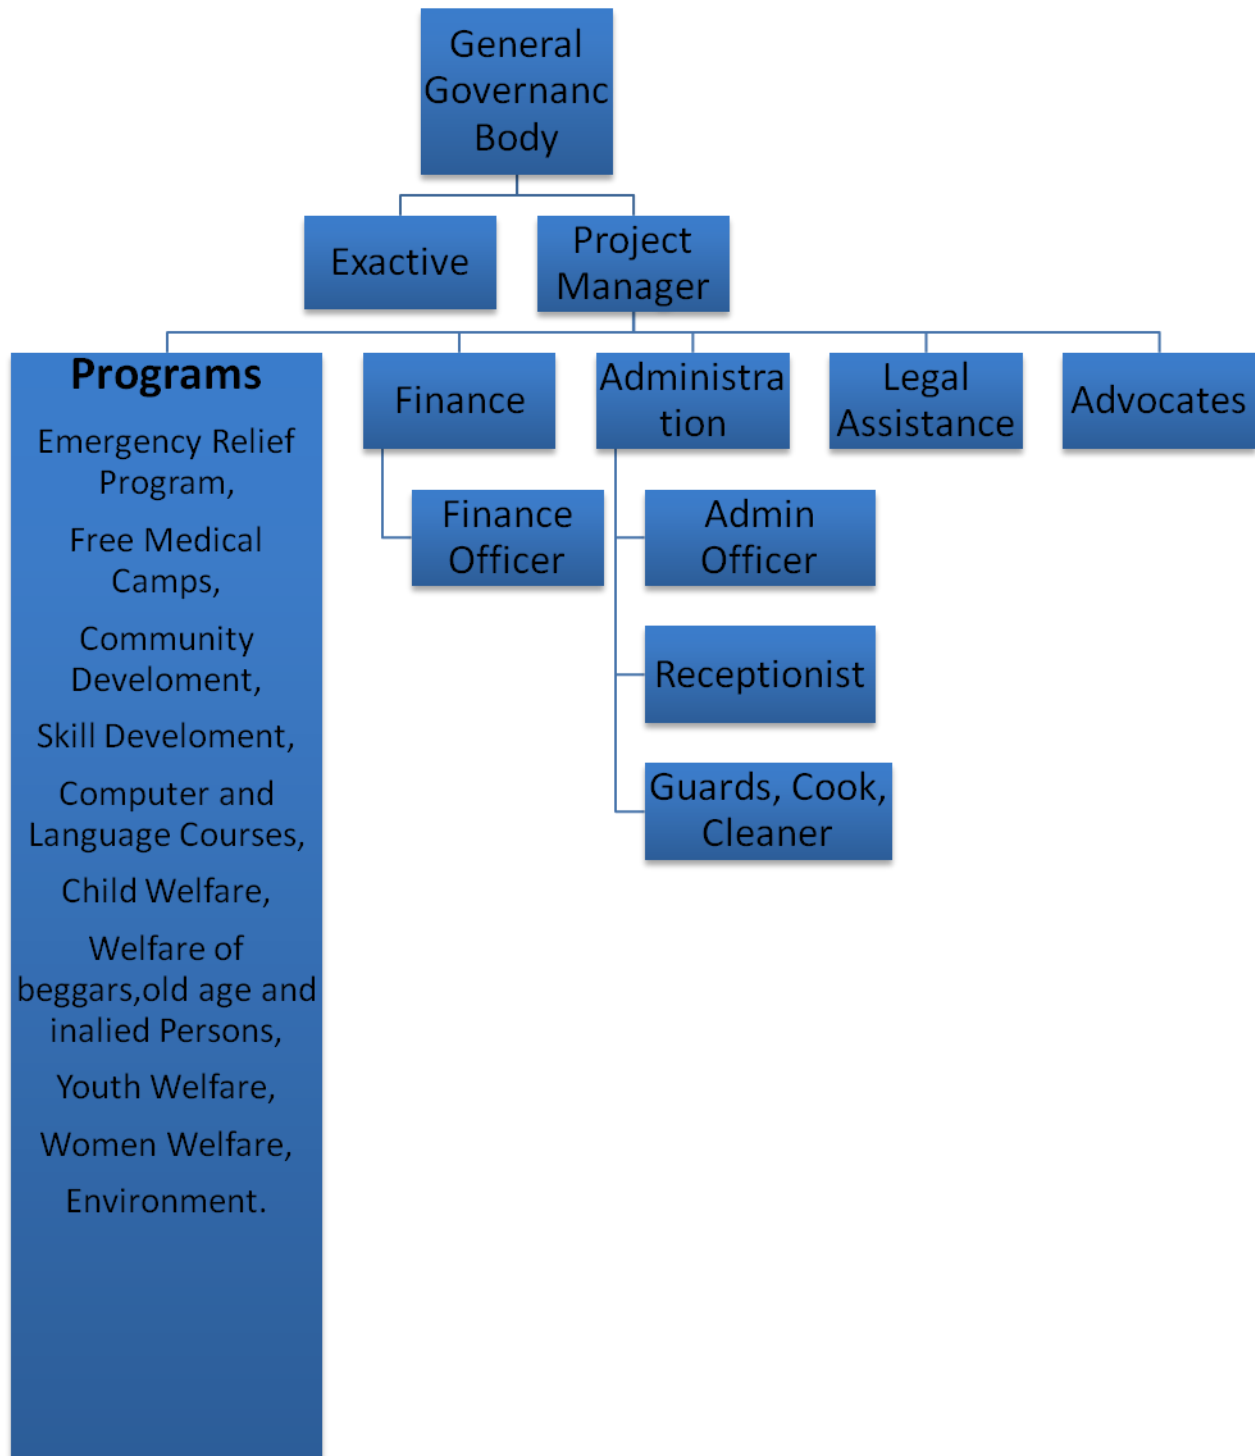 General
Governanc
Body
Exactive
Project
Manager
Programs
Emergency Relief
Program,
Free Medical
Camps,
Community
Develoment,
Skill Develoment,
Computer and
Language Courses,
Child Welfare,
Welfare of
beggars,old age and
inalied Persons,
Youth Welfare,
Women Welfare,
Environment.
Finance
Finance
Officer
Administra
tion
Admin
Officer
Receptionist
Guards, Cook,
Cleaner
Legal
Assistance
Advocates